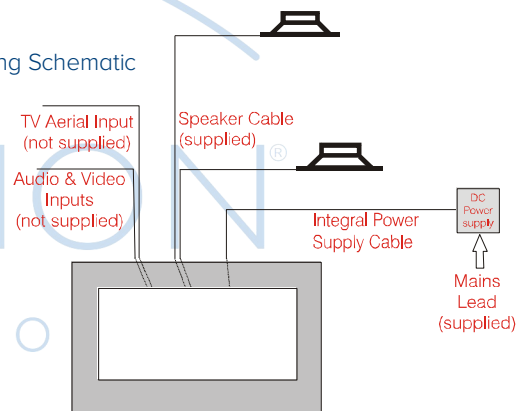 ng Schematic
TV Aerial Input
(not supplied)
Speaker Cable
(supplied)
Audio & Video
Inputs
(not supplied)
ION®
Integral Power
Supply Cable
DC
Power
supply
Mains
Lead
(supplied)